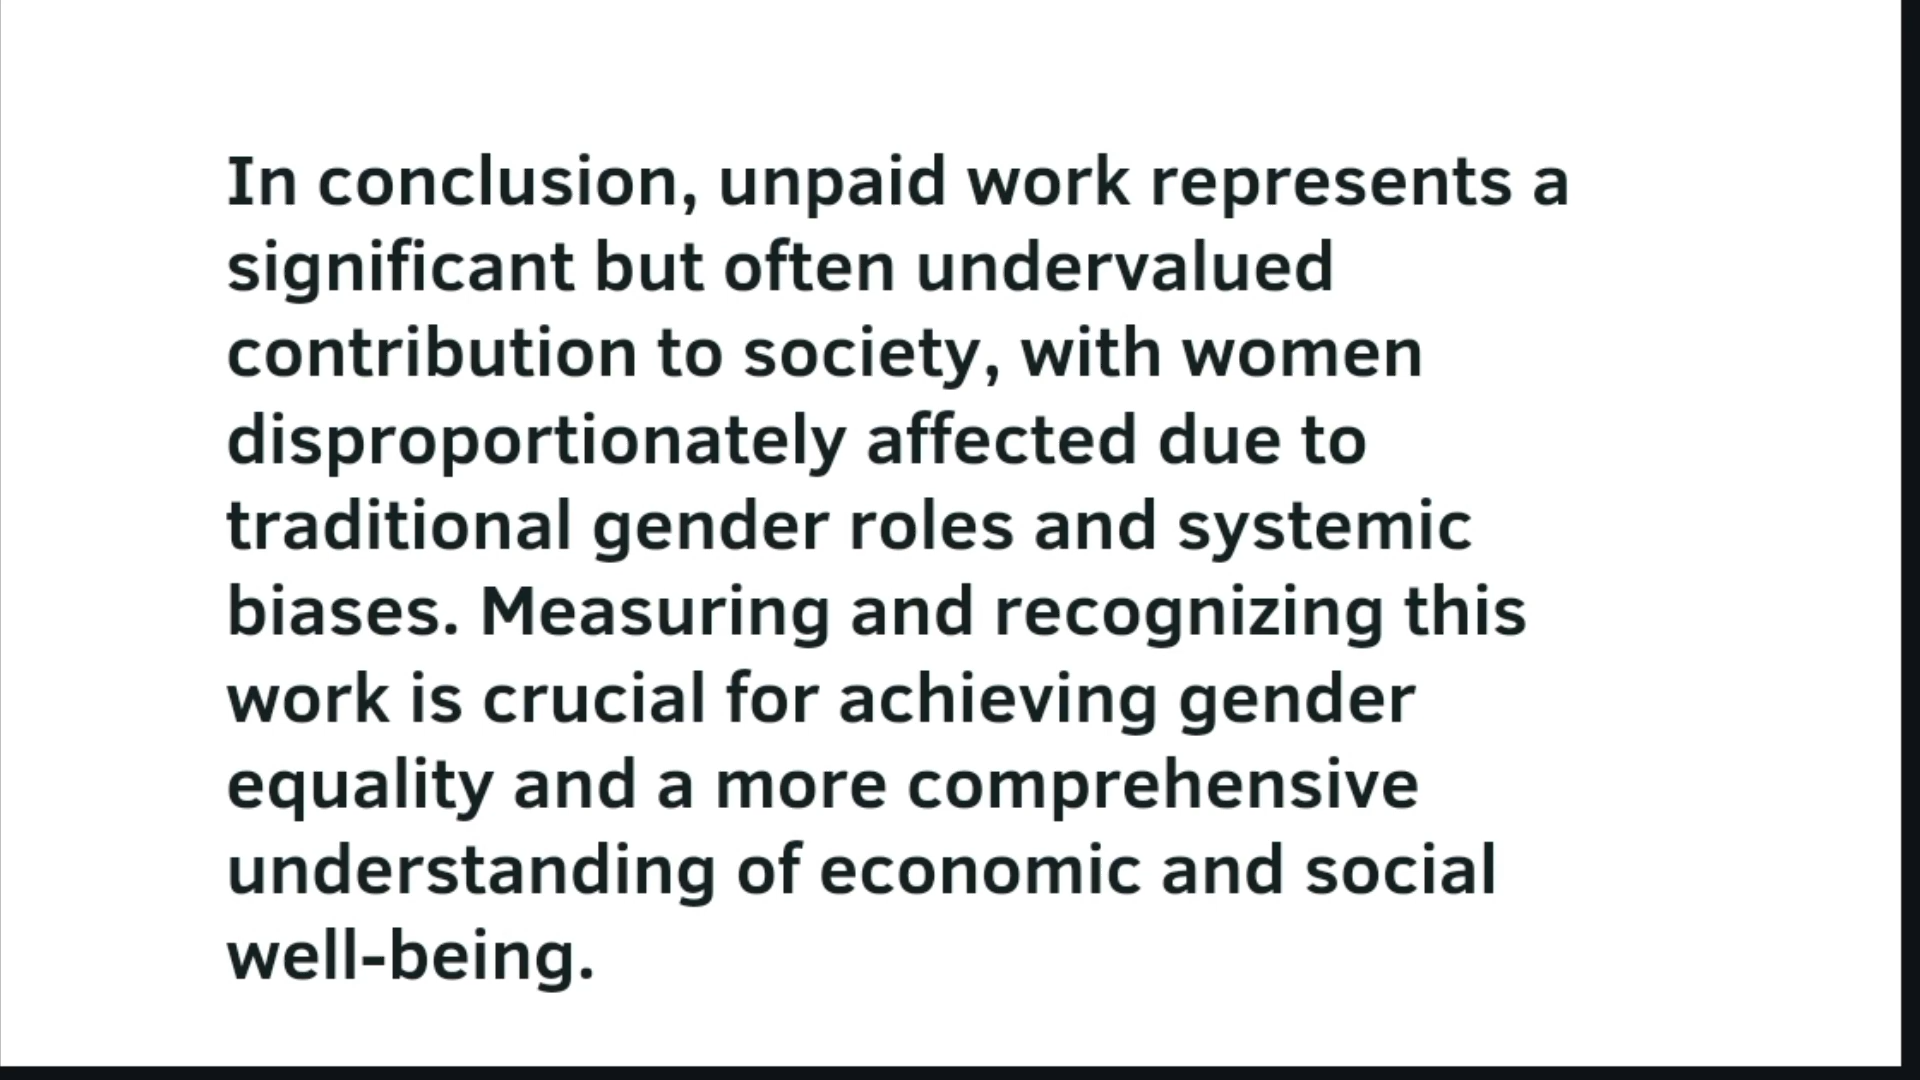 In conclusion, unpaid work represents a
significant but often undervalued
contribution to society, with women
disproportionately affected due to
traditional gender roles and systemic
biases. Measuring and recognizing this
work is crucial for achieving gender
equality and a more comprehensive
understanding of economic and social
well-being.